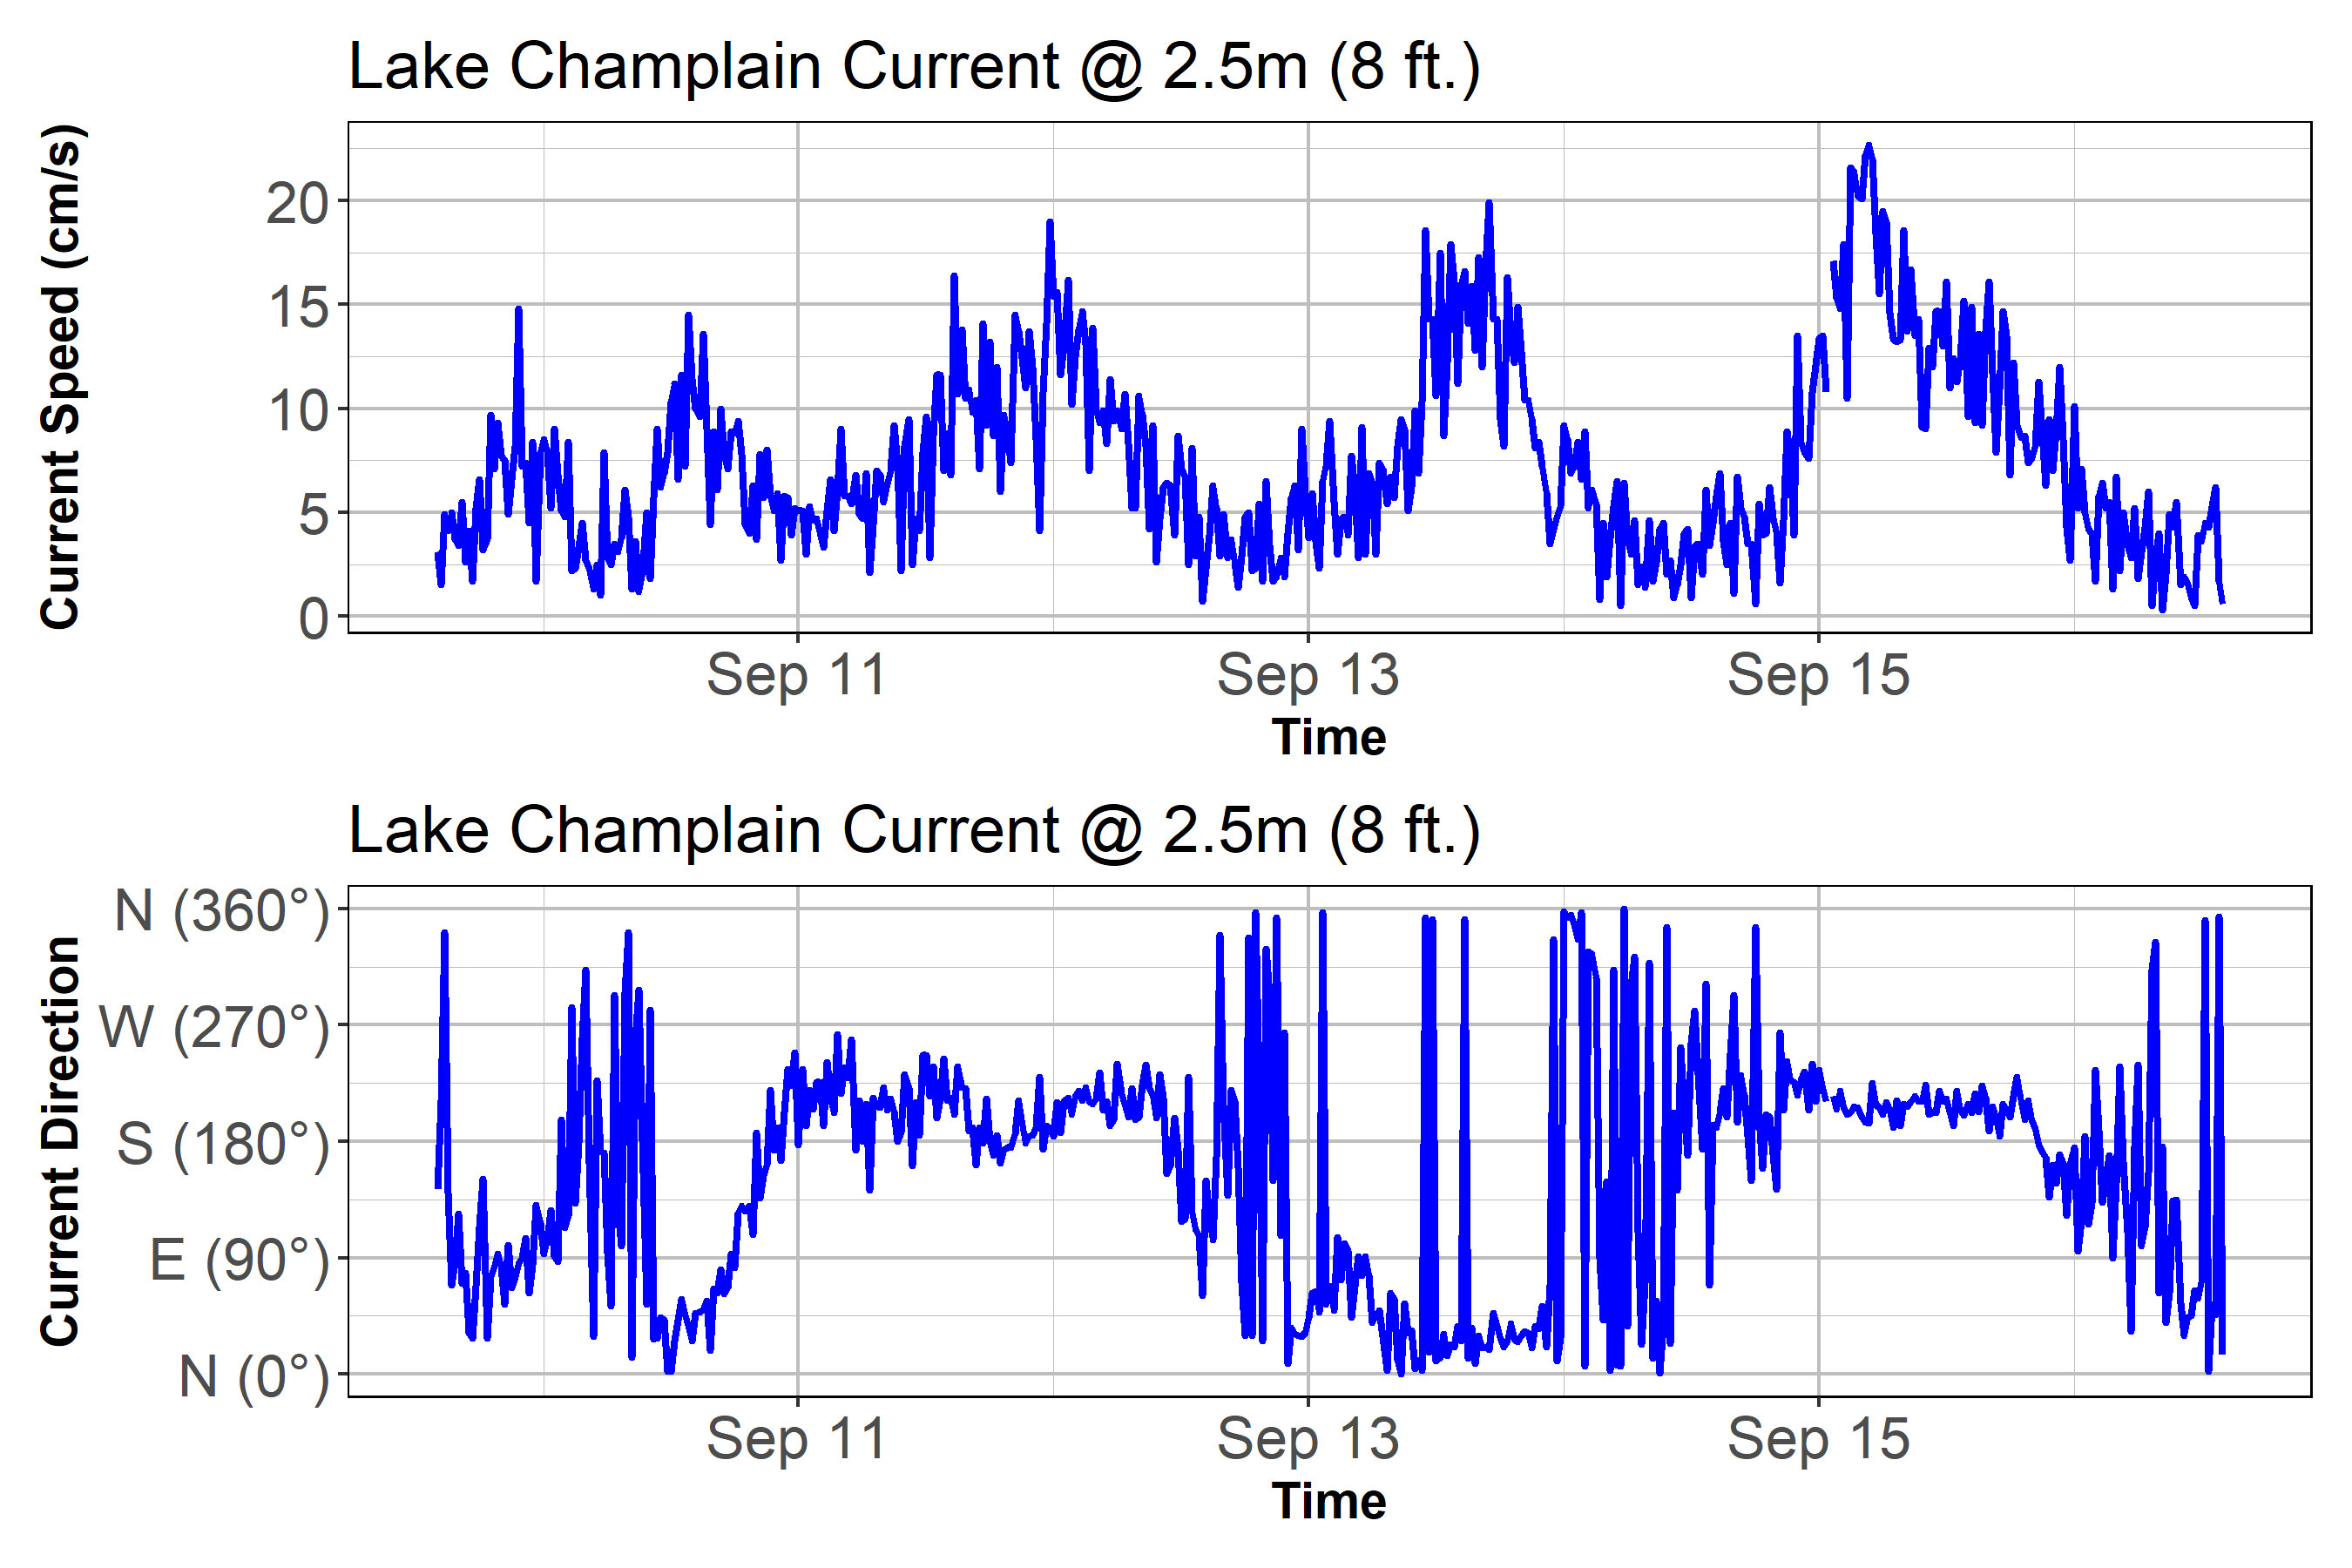 Lake Champlain Current @ 2.5m (8 ft.)
Current Speed (cm/s)
20
15
10
5
0
Sep 11 Sep 13 Sep 15
Time
Lake Champlain Current @ 2.5m (8 ft.)
Current Direction
N (360°)
W (270°)
S (180°)
E (90°)
N (0°)
Sep 11 Sep 13 Sep 15
Time